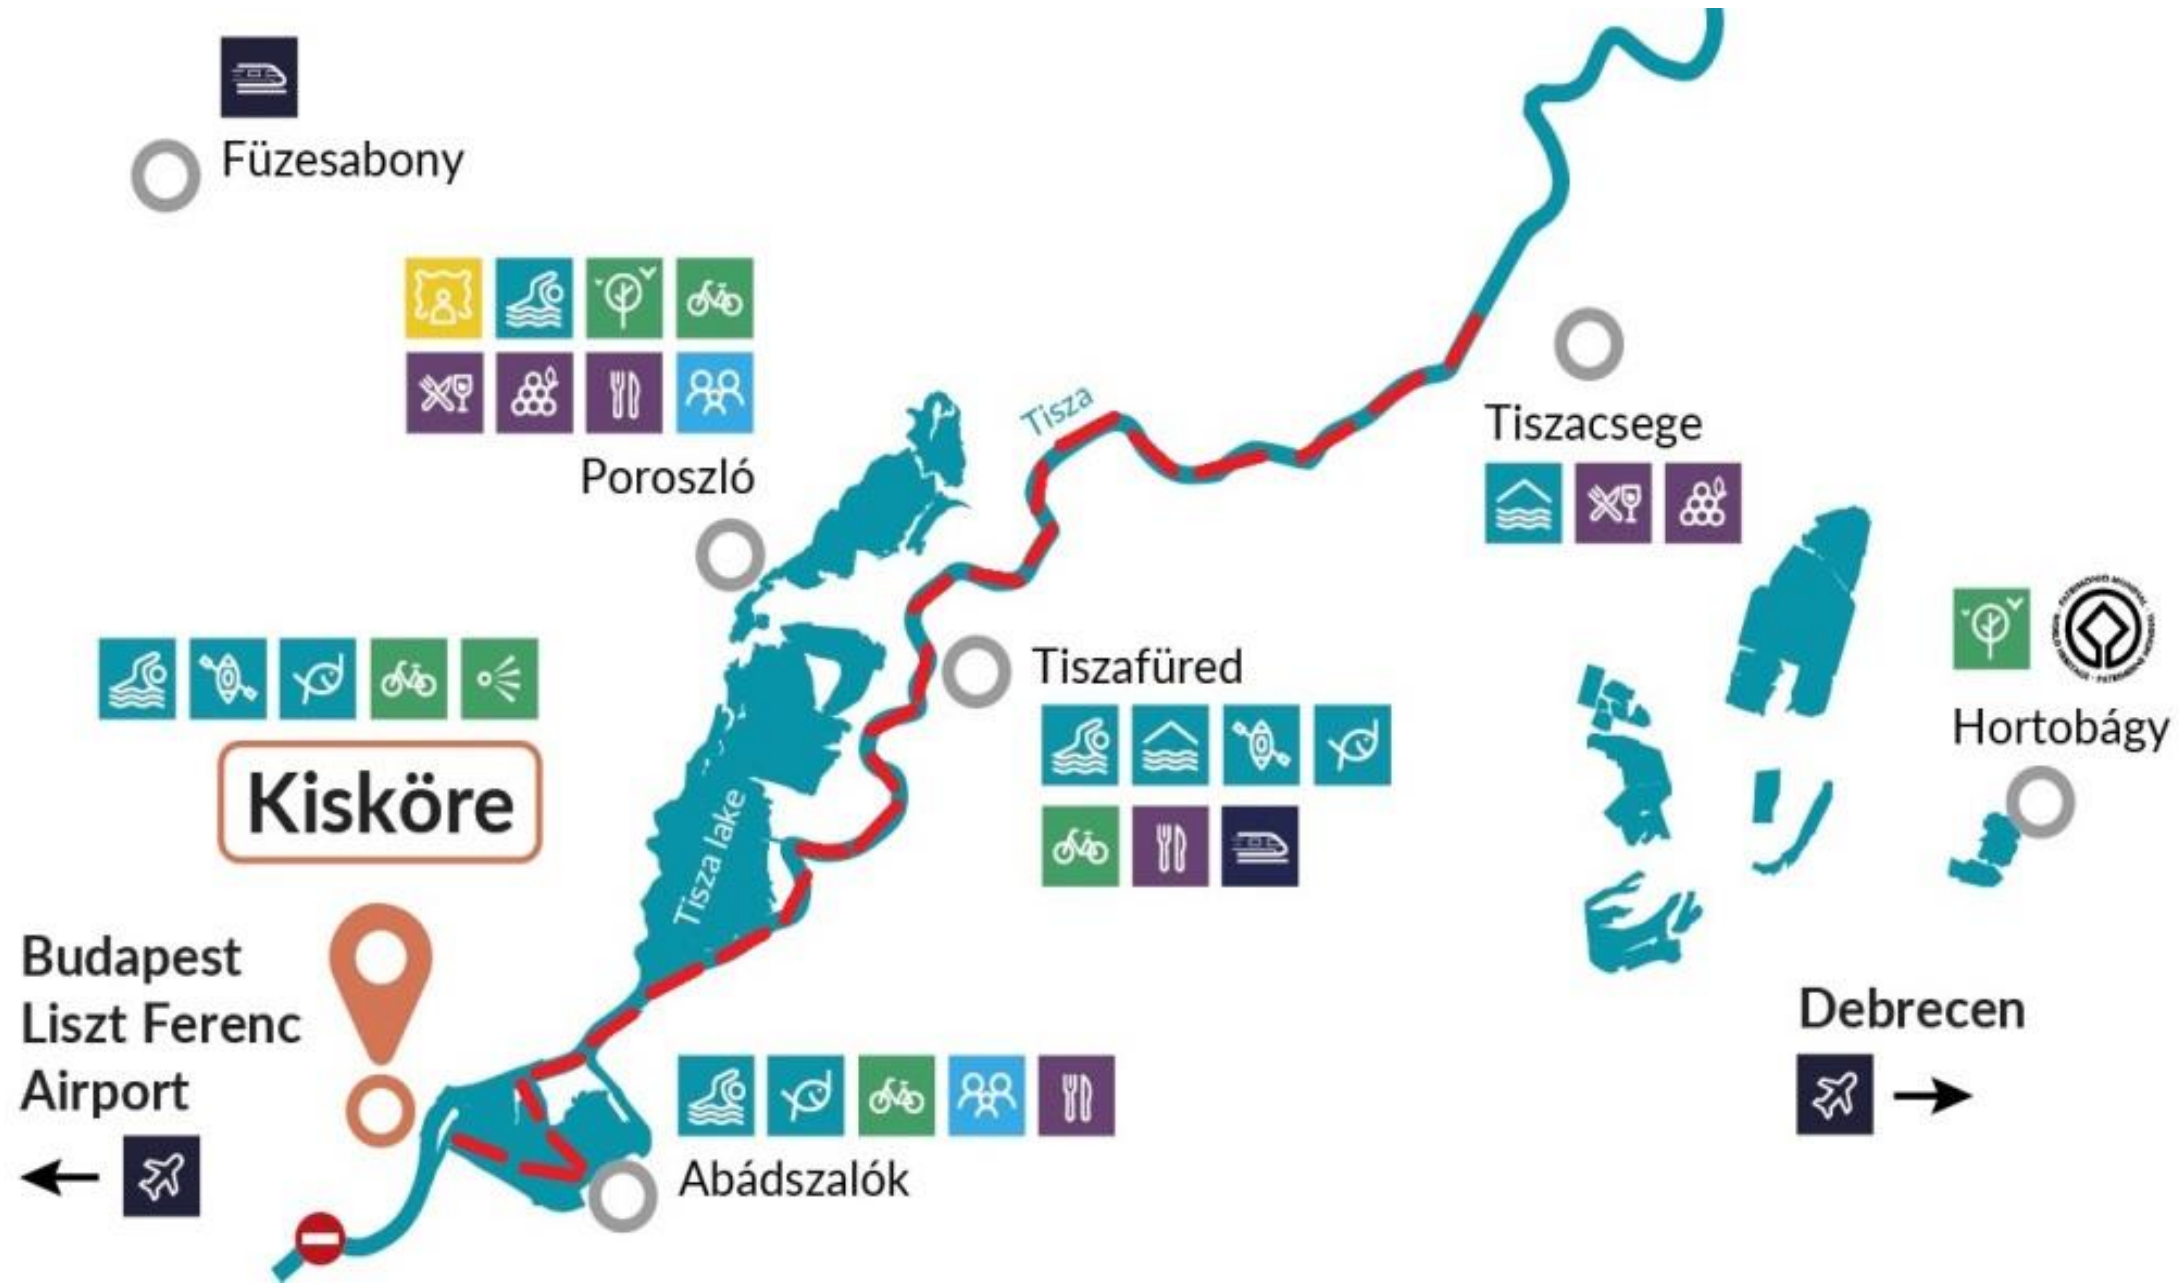 Füzesabony
Tisza
Tiszacsege
Poroszló
Tiszafüred
Hortobágy
Kisköre
Tisza lake
Budapest
Liszt Ferenc
Airport
Debrecen
Abádszalók